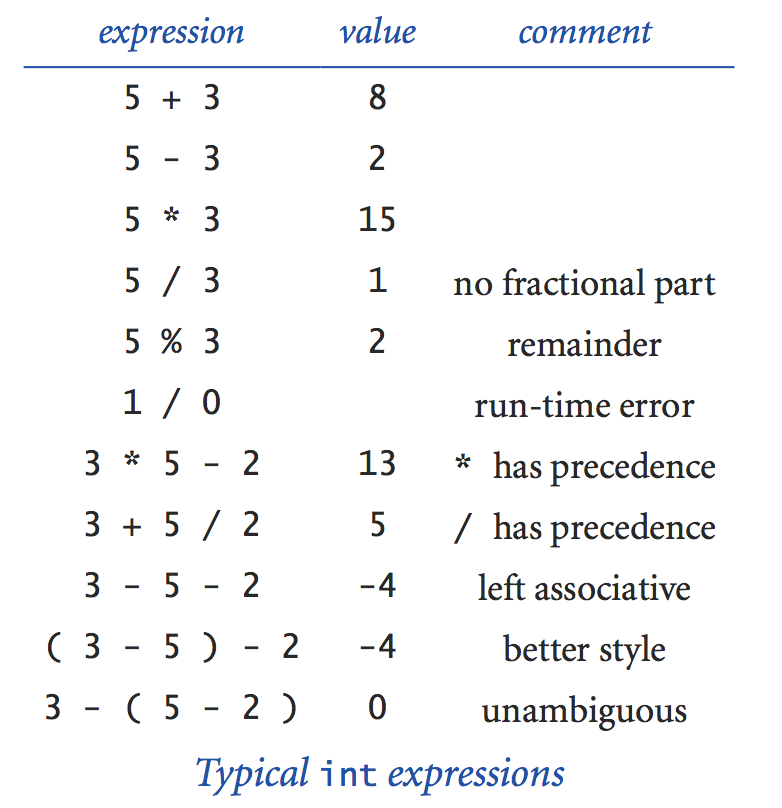 expression value comment
5 + 3 8
5 - 3 2
5 * 3 15
5 / 3 1 no fractional part
5 % 3 2 remainder
1 / 0 run-time error
3 * 5 - 2 13 * has precedence
3 + 5 / 2 5 / has precedence
3 - 5 - 2 -4 left associative
( 3 - 5 ) - 2 -4 better style
3 - ( 5 - 2 ) 0 unambiguous
Typical int expressions